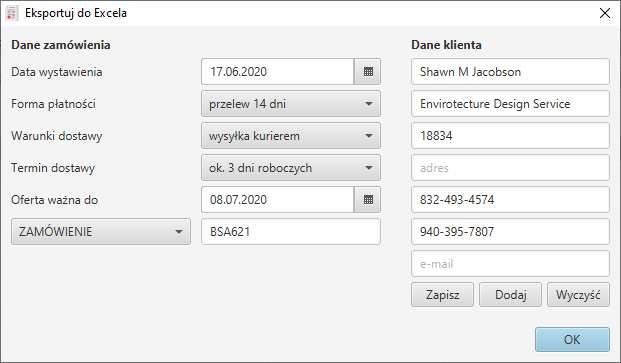 Eksportuj do Excela
Dane zamówienia
Data wystawienia 17.06.2020
Forma płatności przelew 14 dni
Warunki dostawy wysyłka kurierem
Termin dostawy ok. 3 dni roboczych
Oferta ważna do 08.07.2020
ZAMÓWIENIE BSA621
Dane klienta
Shawn M Jacobson
Envirotecture Design Service
18834
adres
832-493-4574
940-395-7807
e-mail
Zapisz Dodaj Wyczyść
OK